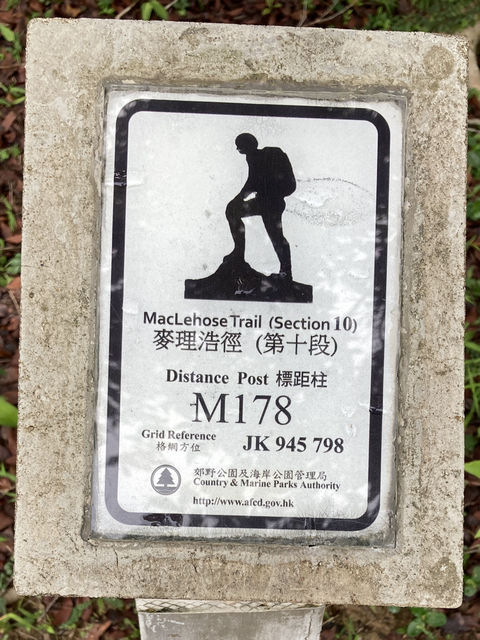 MacLehose Trail (Section 10)
麥理浩徑 (第十段)
Distance Post 標距柱
M178
Grid Reference JK 945 798
格網方位
郊野公園及海岸公園管理局
Country & Marine Parks Authority
http://www.afcd.gov.hk